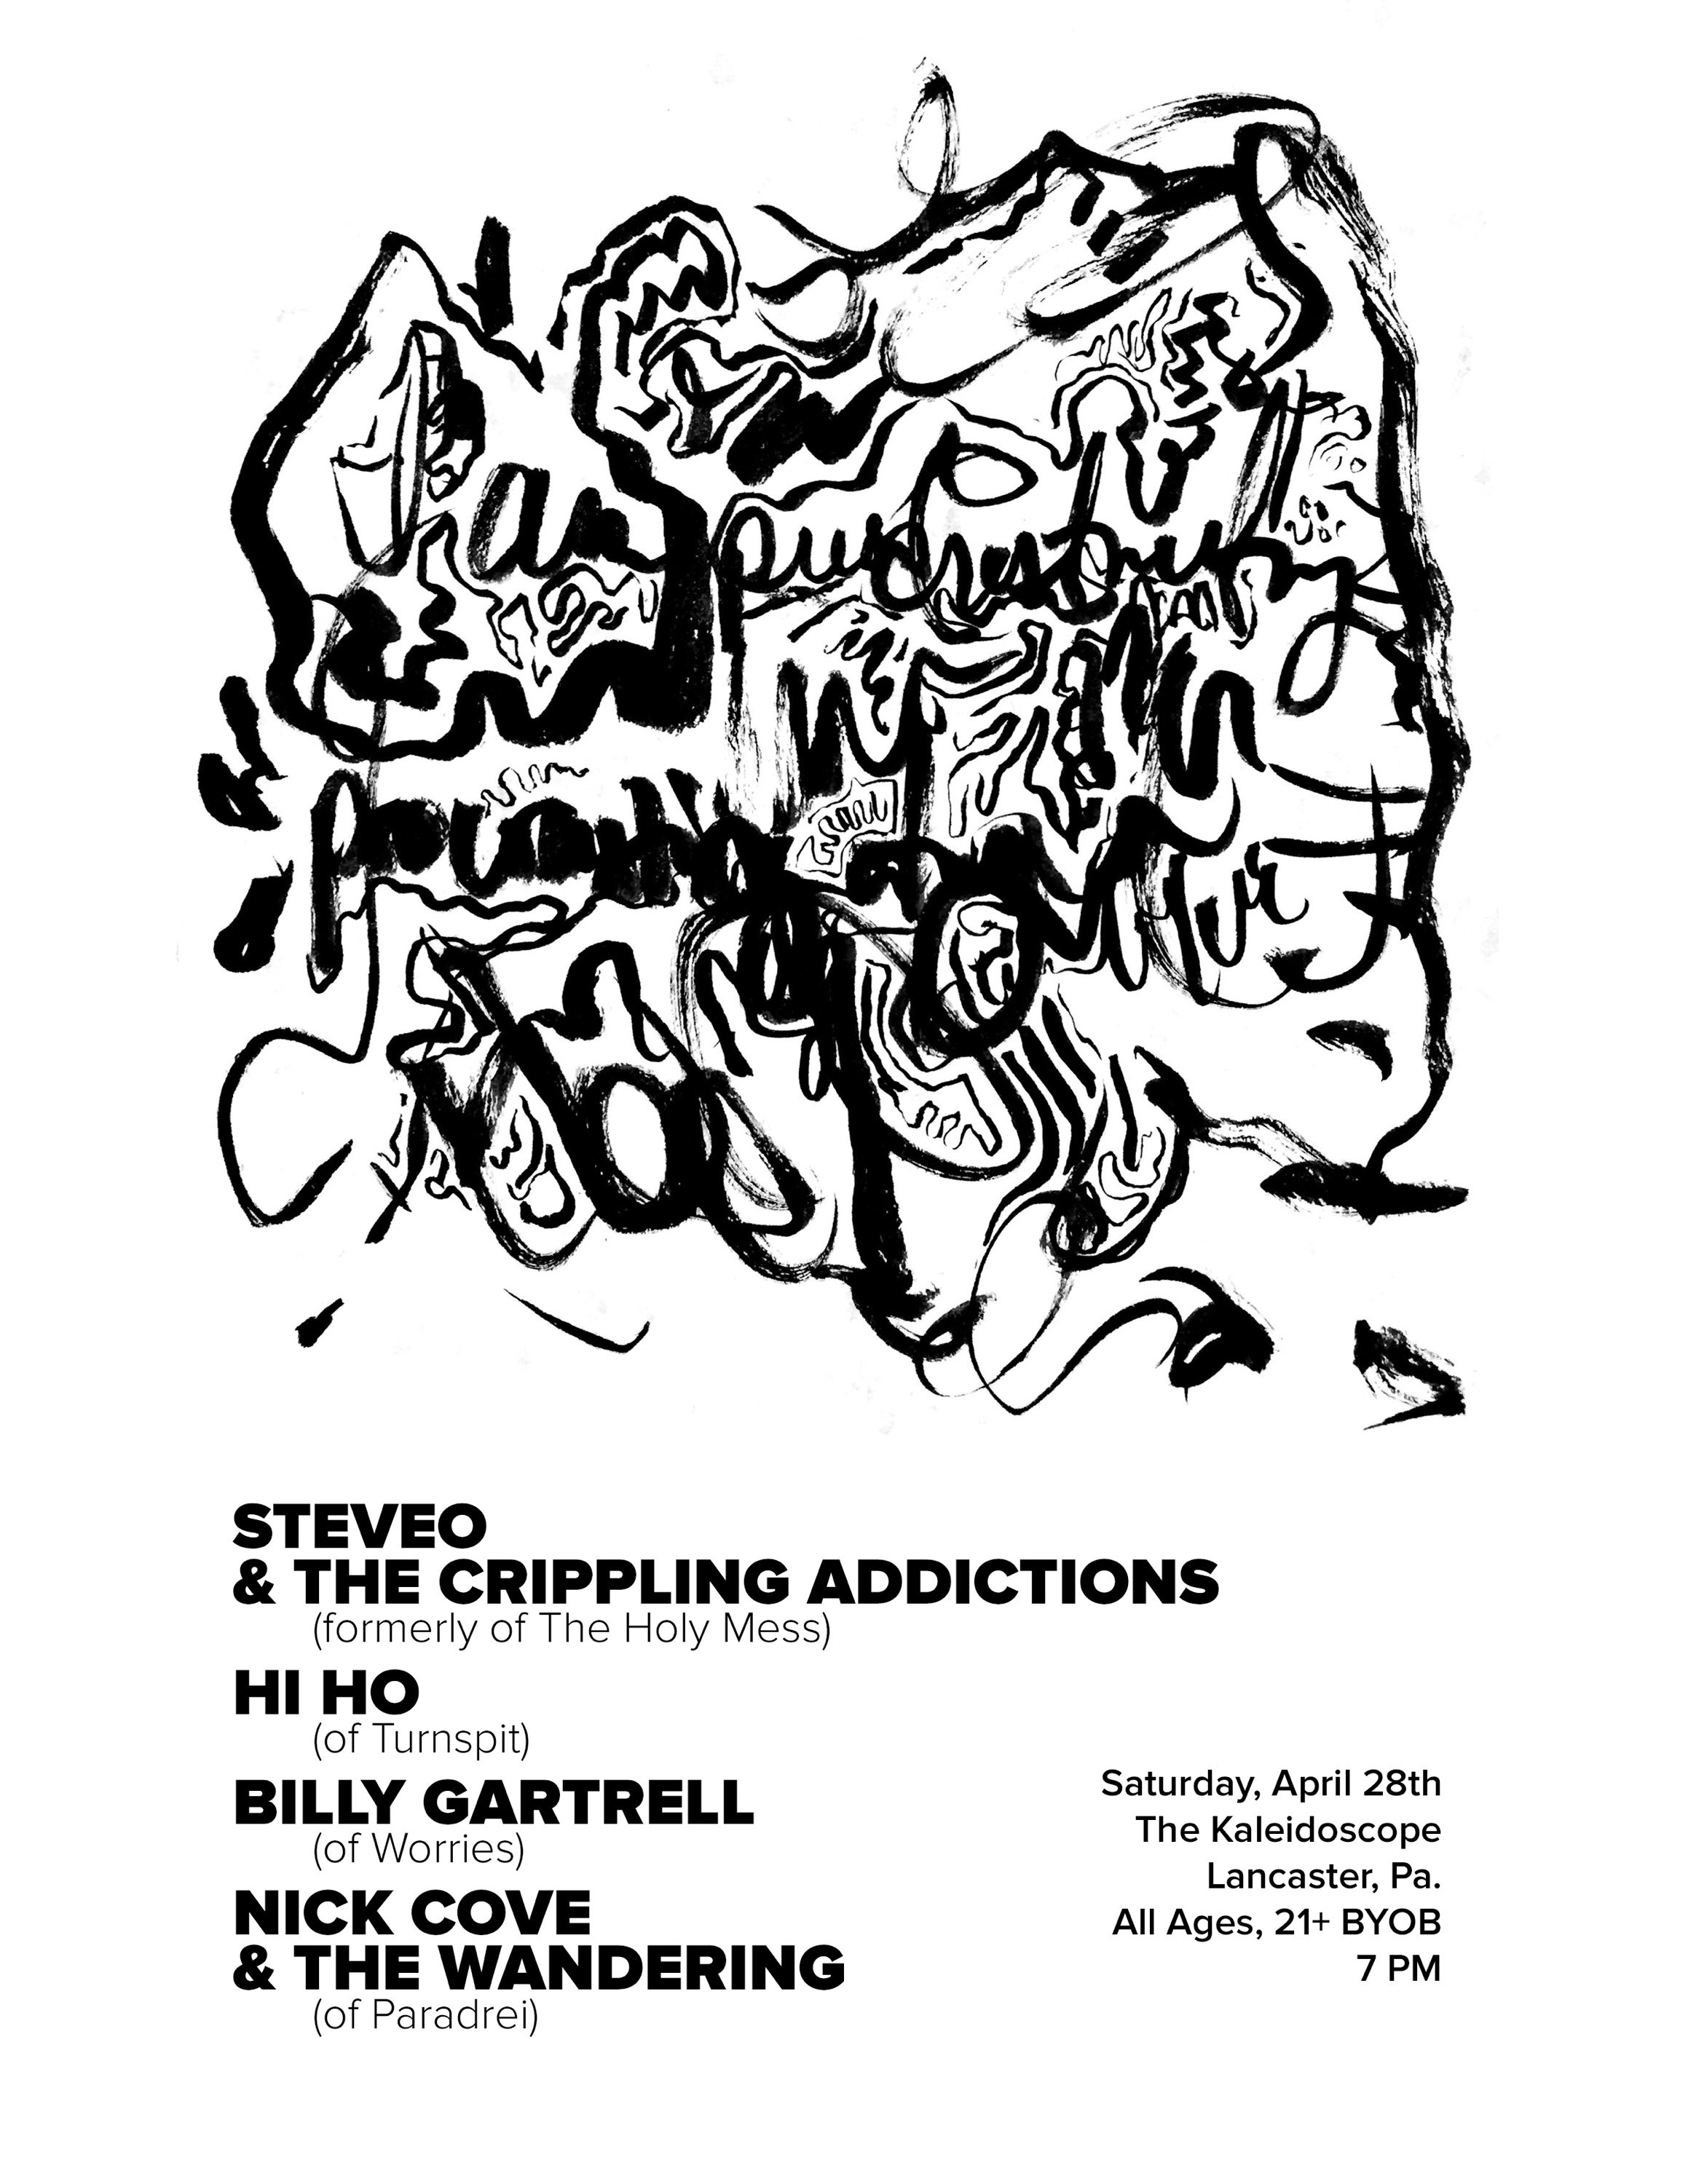 STEVEO
& THE CRIPPLING ADDICTIONS
(formerly of The Holy Mess)
HI HO
(of Turnspit)
BILLY GARTRELL
(of Worries)
NICK COVE
& THE WANDERING
(of Paradrei)
Saturday, April 28th
The Kaleidoscope
Lancaster, Pa.
All Ages, 21+ BYOB
7 PM